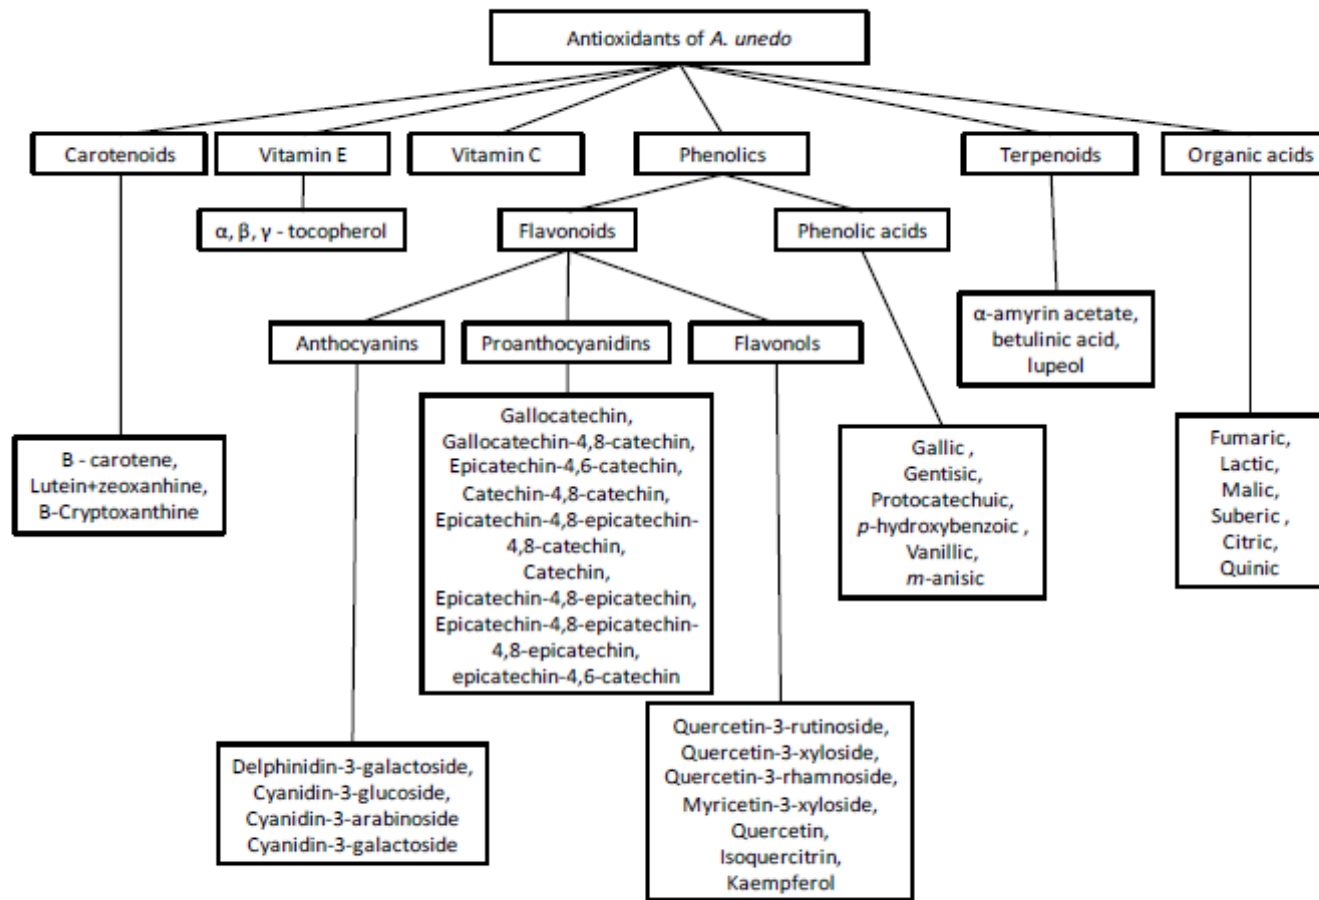 Antioxidants of A. unedo
Carotenoids
Vitamin E
Vitamin C
Phenolics
Terpenoids
Organic acids
α, β, γ - tocopherol
Flavonoids
Phenolic acids
Anthocyanins
Proanthocyanidins
Flavonols
α-amyrin acetate,
betulinic acid,
lupeol
B - carotene,
Lutein+zeoxanhine,
B-Cryptoxanthine
Gallocatechin,
Gallocatechin-4,8-catechin,
Epicatechin-4,6-catechin,
Catechin-4,8-catechin,
Epicatechin-4,8-epicatechin-
4,8-catechin,
Catechin,
Epicatechin-4,8-epicatechin,
Epicatechin-4,8-epicatechin-
4,8-epicatechin,
epicatechin-4,6-catechin
Gallic ,
Gentisic,
Protocatechuic,
p-hydroxybenzoic ,
Vanillic,
m-anisic
Fumaric,
Lactic,
Malic,
Suberic ,
Citric,
Quinic
Delphinidin-3-galactoside,
Cyanidin-3-glucoside,
Cyanidin-3-arabinoside
Cyanidin-3-galactoside
Quercetin-3-rutinoside,
Quercetin-3-xyloside,
Quercetin-3-rhamnoside,
Myricetin-3-xyloside,
Quercetin,
Isoquercitrin,
Kaempferol